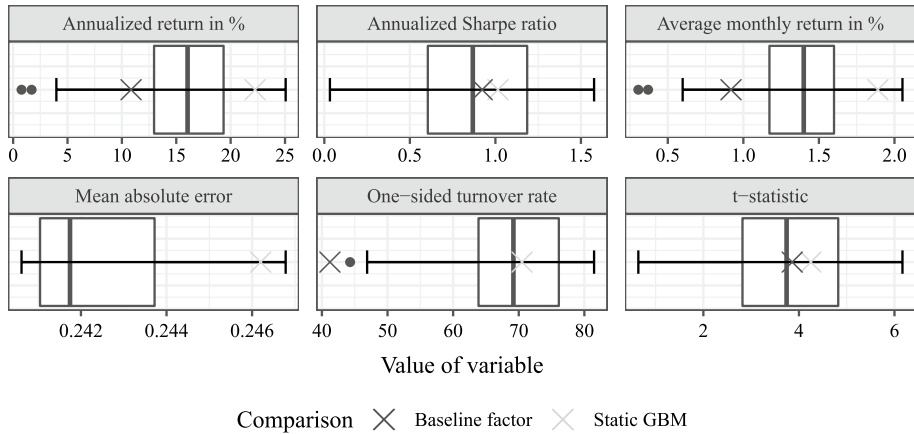 Annualized return in % Annualized Sharpe ratio Average monthly return in %
0 5 10 15 20 25 0.0 0.5 1.0 1.5 0.5 1.0 1.5 2.0
Mean absolute error One−sided turnover rate t−statistic
0.242 0.244 0.246 40 50 60 70 80 2 4 6
Value of variable
Comparison Baseline factor Static GBM